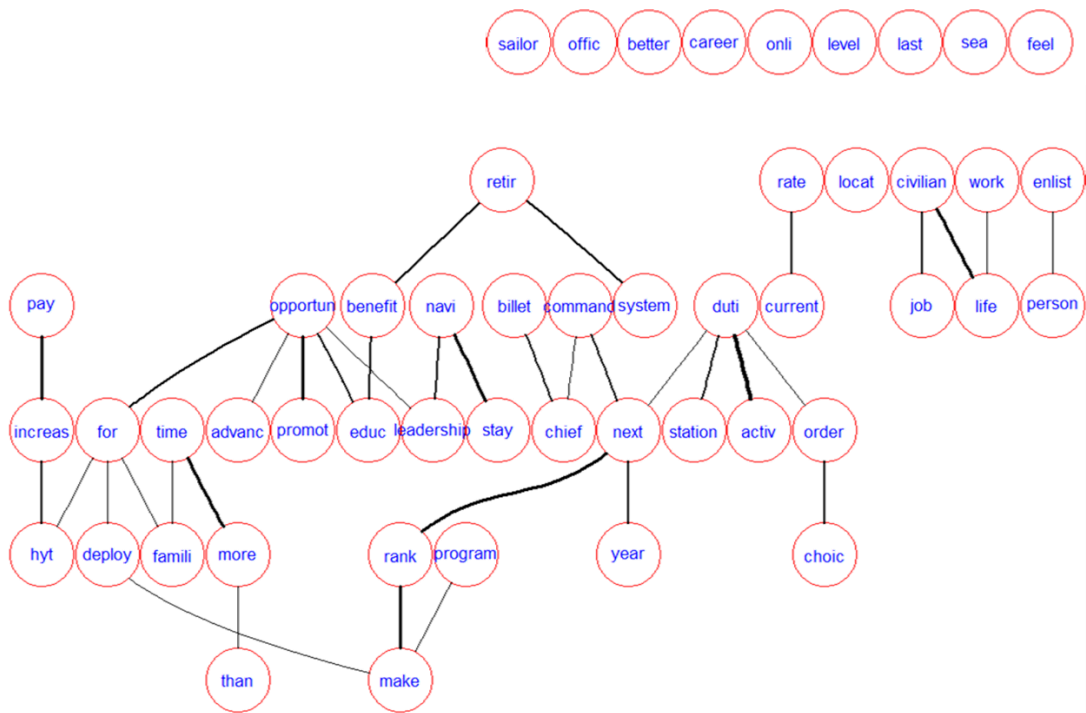 sailor offic better career onli level last sea feel
retir rate locat civilian work enlist
pay opportun benefit navi billet command system duti current job life person
increas for time advanc promot educ leadership stay chief next station activ order
hyt deploy famili more rank program year choic
than make